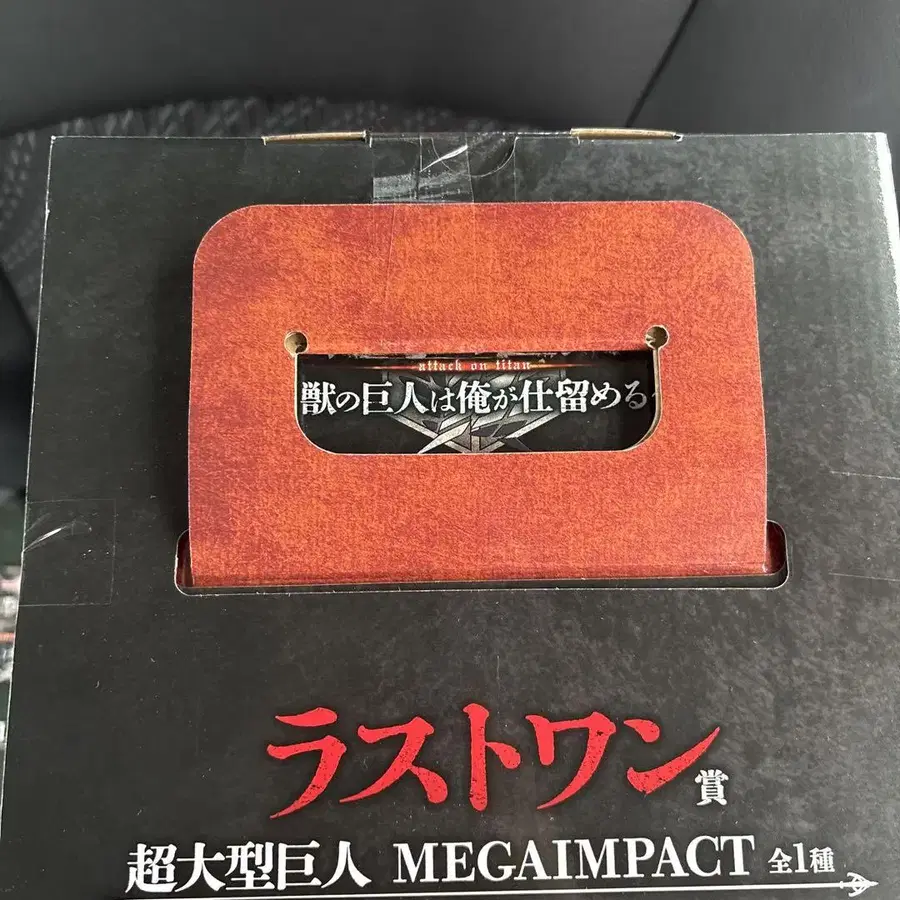 attack on titan
獣の巨人は俺が仕留める
ラストワン賞
超大型巨人 MEGAIMPACT 全1種